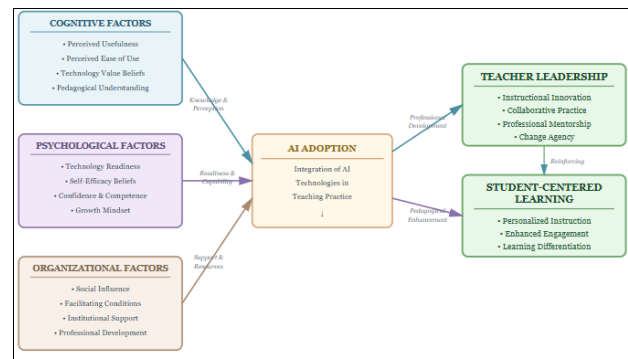 COGNITIVE FACTORS
• Perceived Usefulness
• Perceived Ease of Use
• Technology Value Beliefs
• Pedagogical Understanding
Knowledge &
Perception
PSYCHOLOGICAL FACTORS
• Technology Readiness
• Self-Efficacy Beliefs
• Confidence & Competence
• Growth Mindset
Readiness &
Capability
ORGANIZATIONAL FACTORS
• Social Influence
• Facilitating Conditions
• Institutional Support
• Professional Development
Support &
Resources
AI ADOPTION
Integration of AI
Technologies in
Teaching Practice
↓
Professional
Development
Pedagogical
Enhancement
TEACHER LEADERSHIP
• Instructional Innovation
• Collaborative Practice
• Professional Mentorship
• Change Agency
Reinforcing
STUDENT-CENTERED
LEARNING
• Personalized Instruction
• Enhanced Engagement
• Learning Differentiation